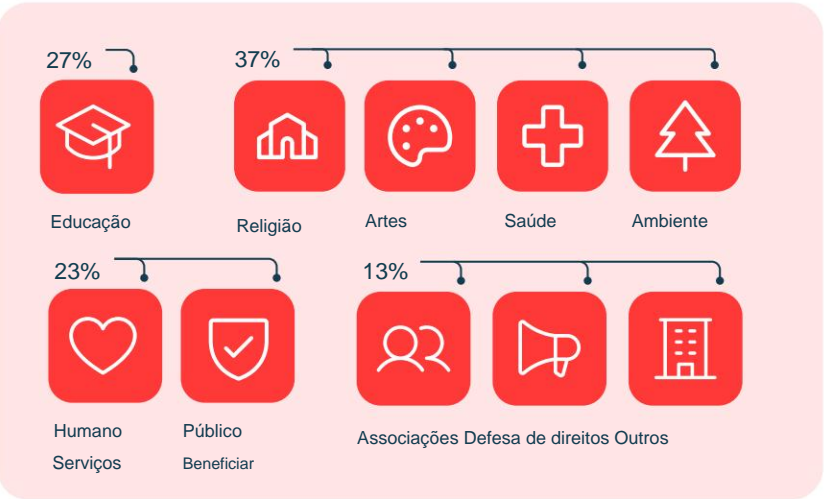 27%
37%
Educação
Religião
Artes
Saúde
Ambiente
23%
13%
Humano
Serviços
Público
Beneficiar
Associações Defesa de direitos Outros